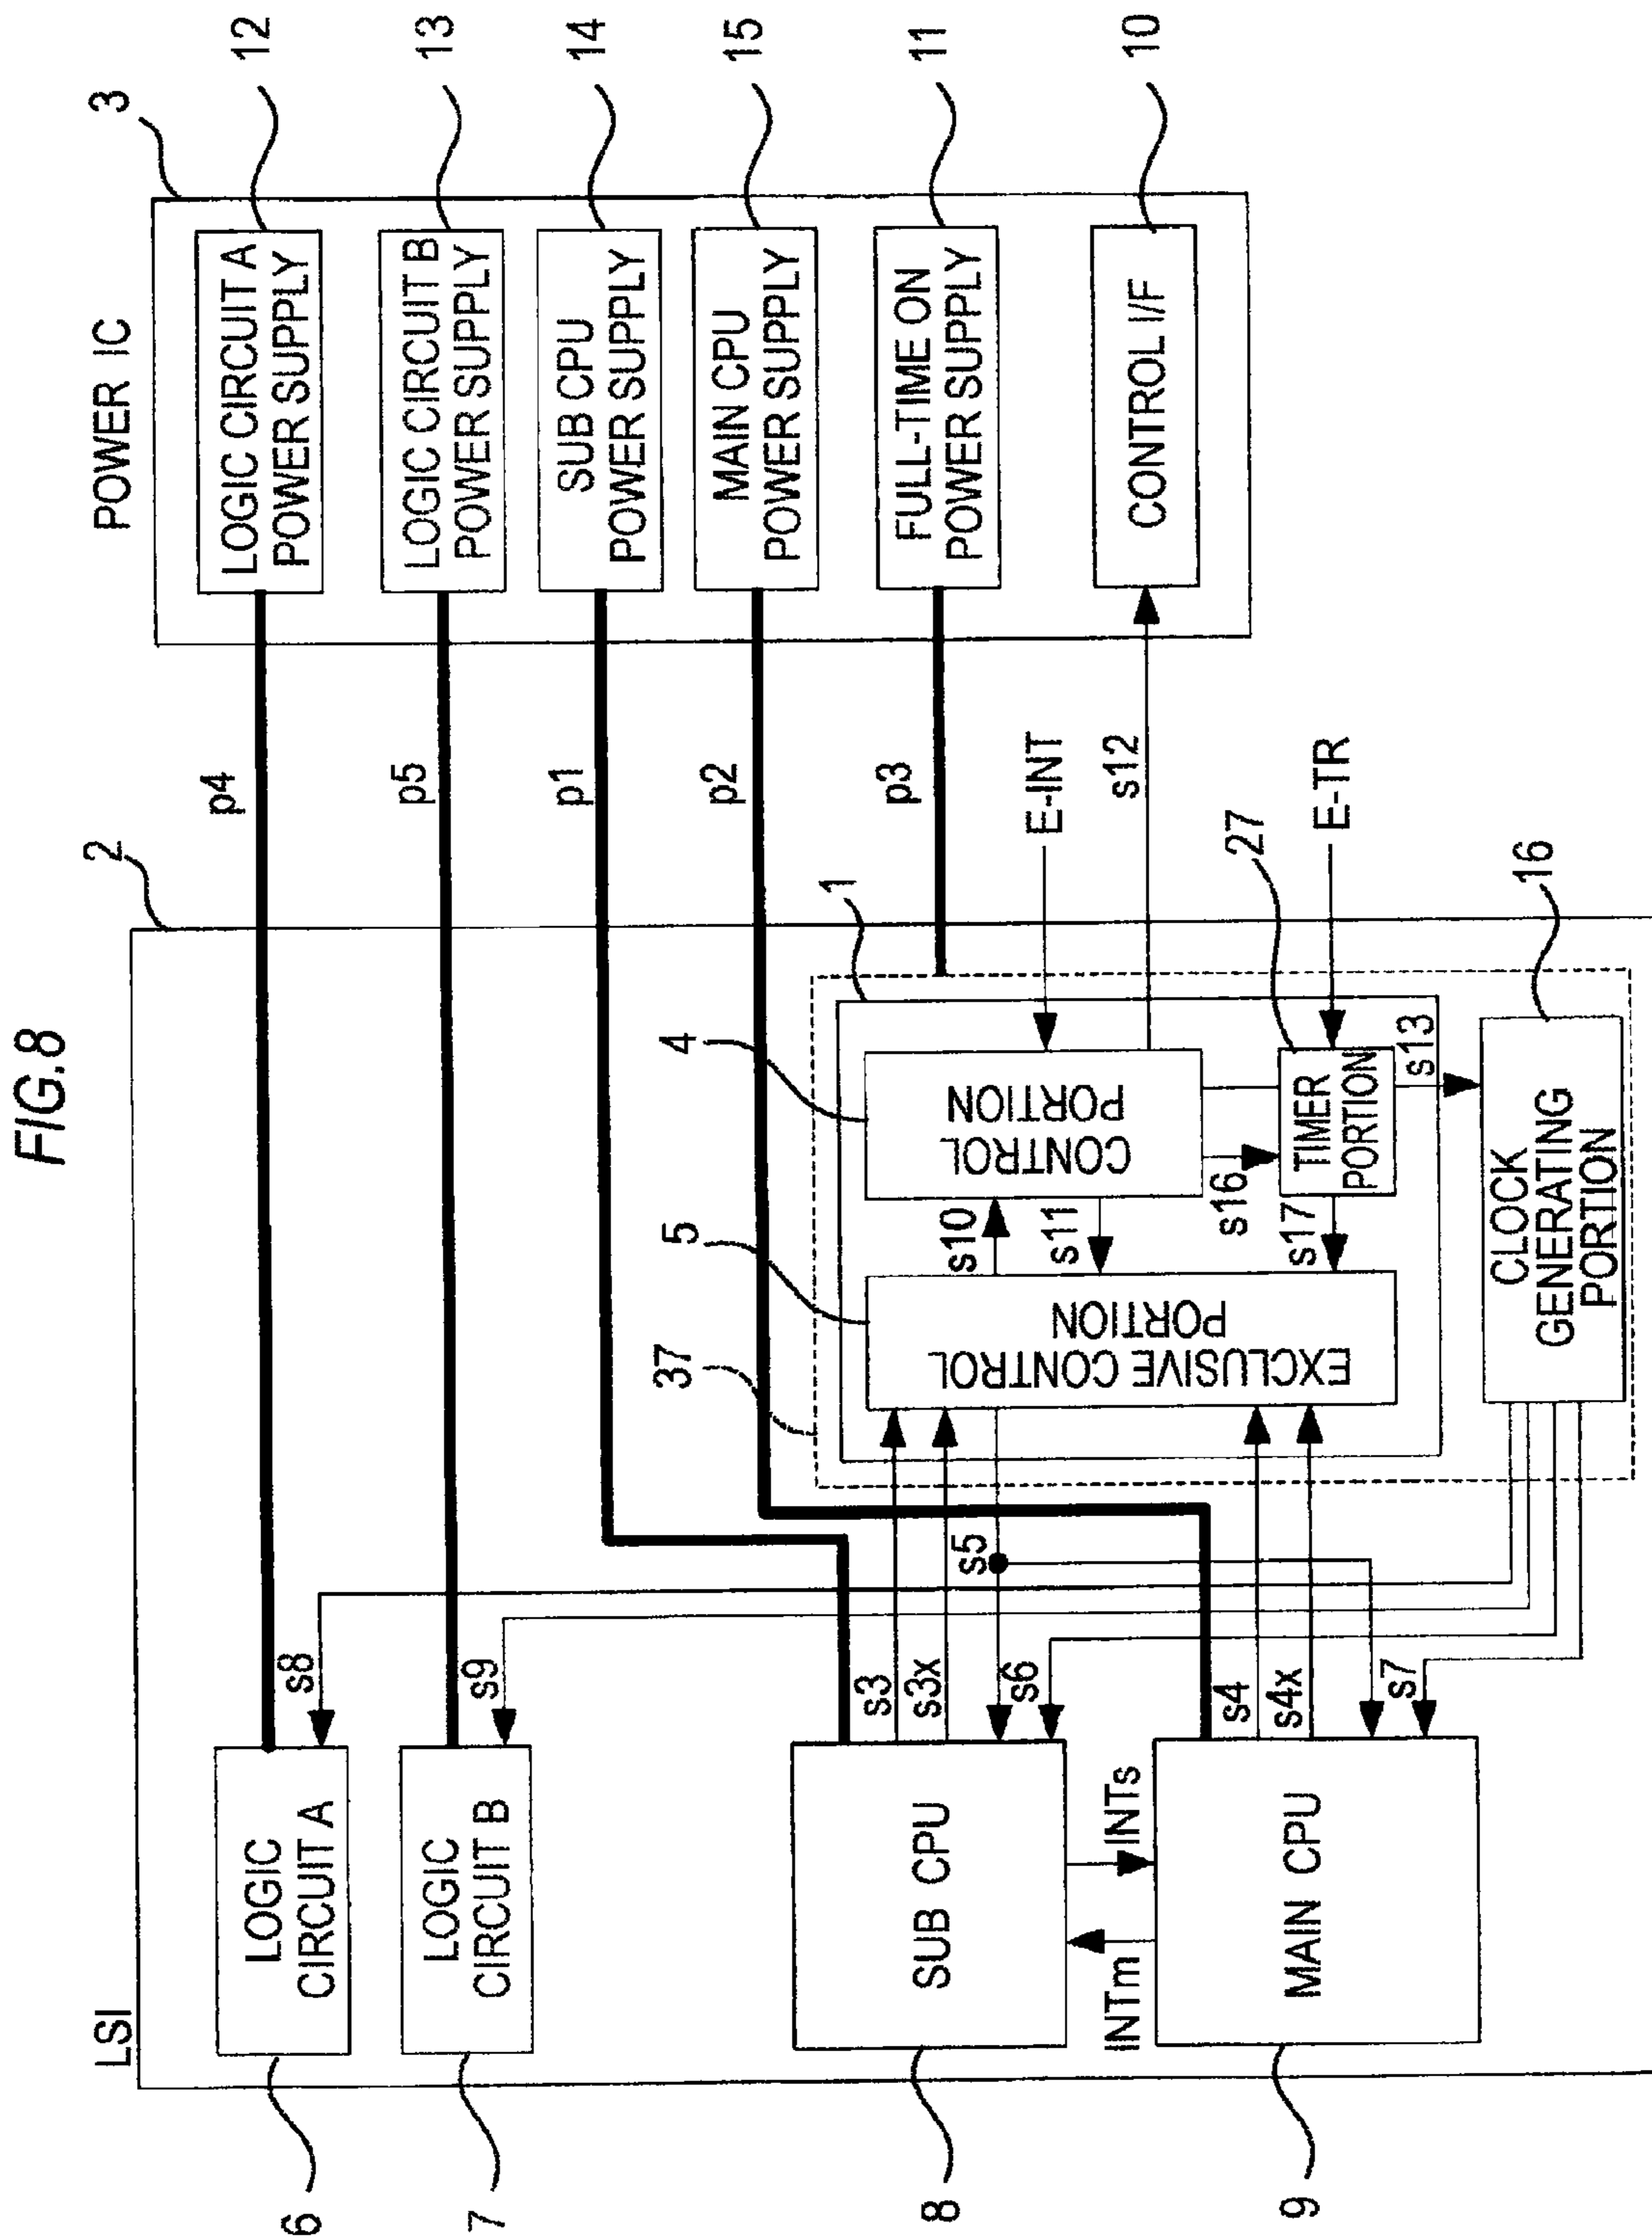 FIG.8
LSI
2
POWER IC
3
LOGIC
CIRCUIT A
6
s8
p4
LOGIC CIRCUIT A
POWER SUPPLY
12
LOGIC
CIRCUIT B
7
s9
p5
LOGIC CIRCUIT B
POWER SUPPLY
13
p1
SUB CPU
POWER SUPPLY
14
p2
MAIN CPU
POWER SUPPLY
15
p3
FULL-TIME ON
POWER SUPPLY
11
CONTROL I/F
10
SUB CPU
8
s3
s3x
s5
s6
INTm
INTs
MAIN CPU
9
s4
s4x
s7
37
5
EXCLUSIVE CONTROL
PORTION
s10
s11
4
CONTROL
PORTION
1
E-INT
s12
s16
s17
TIMER
PORTION
27
E-TR
s13
CLOCK
GENERATING
PORTION
16